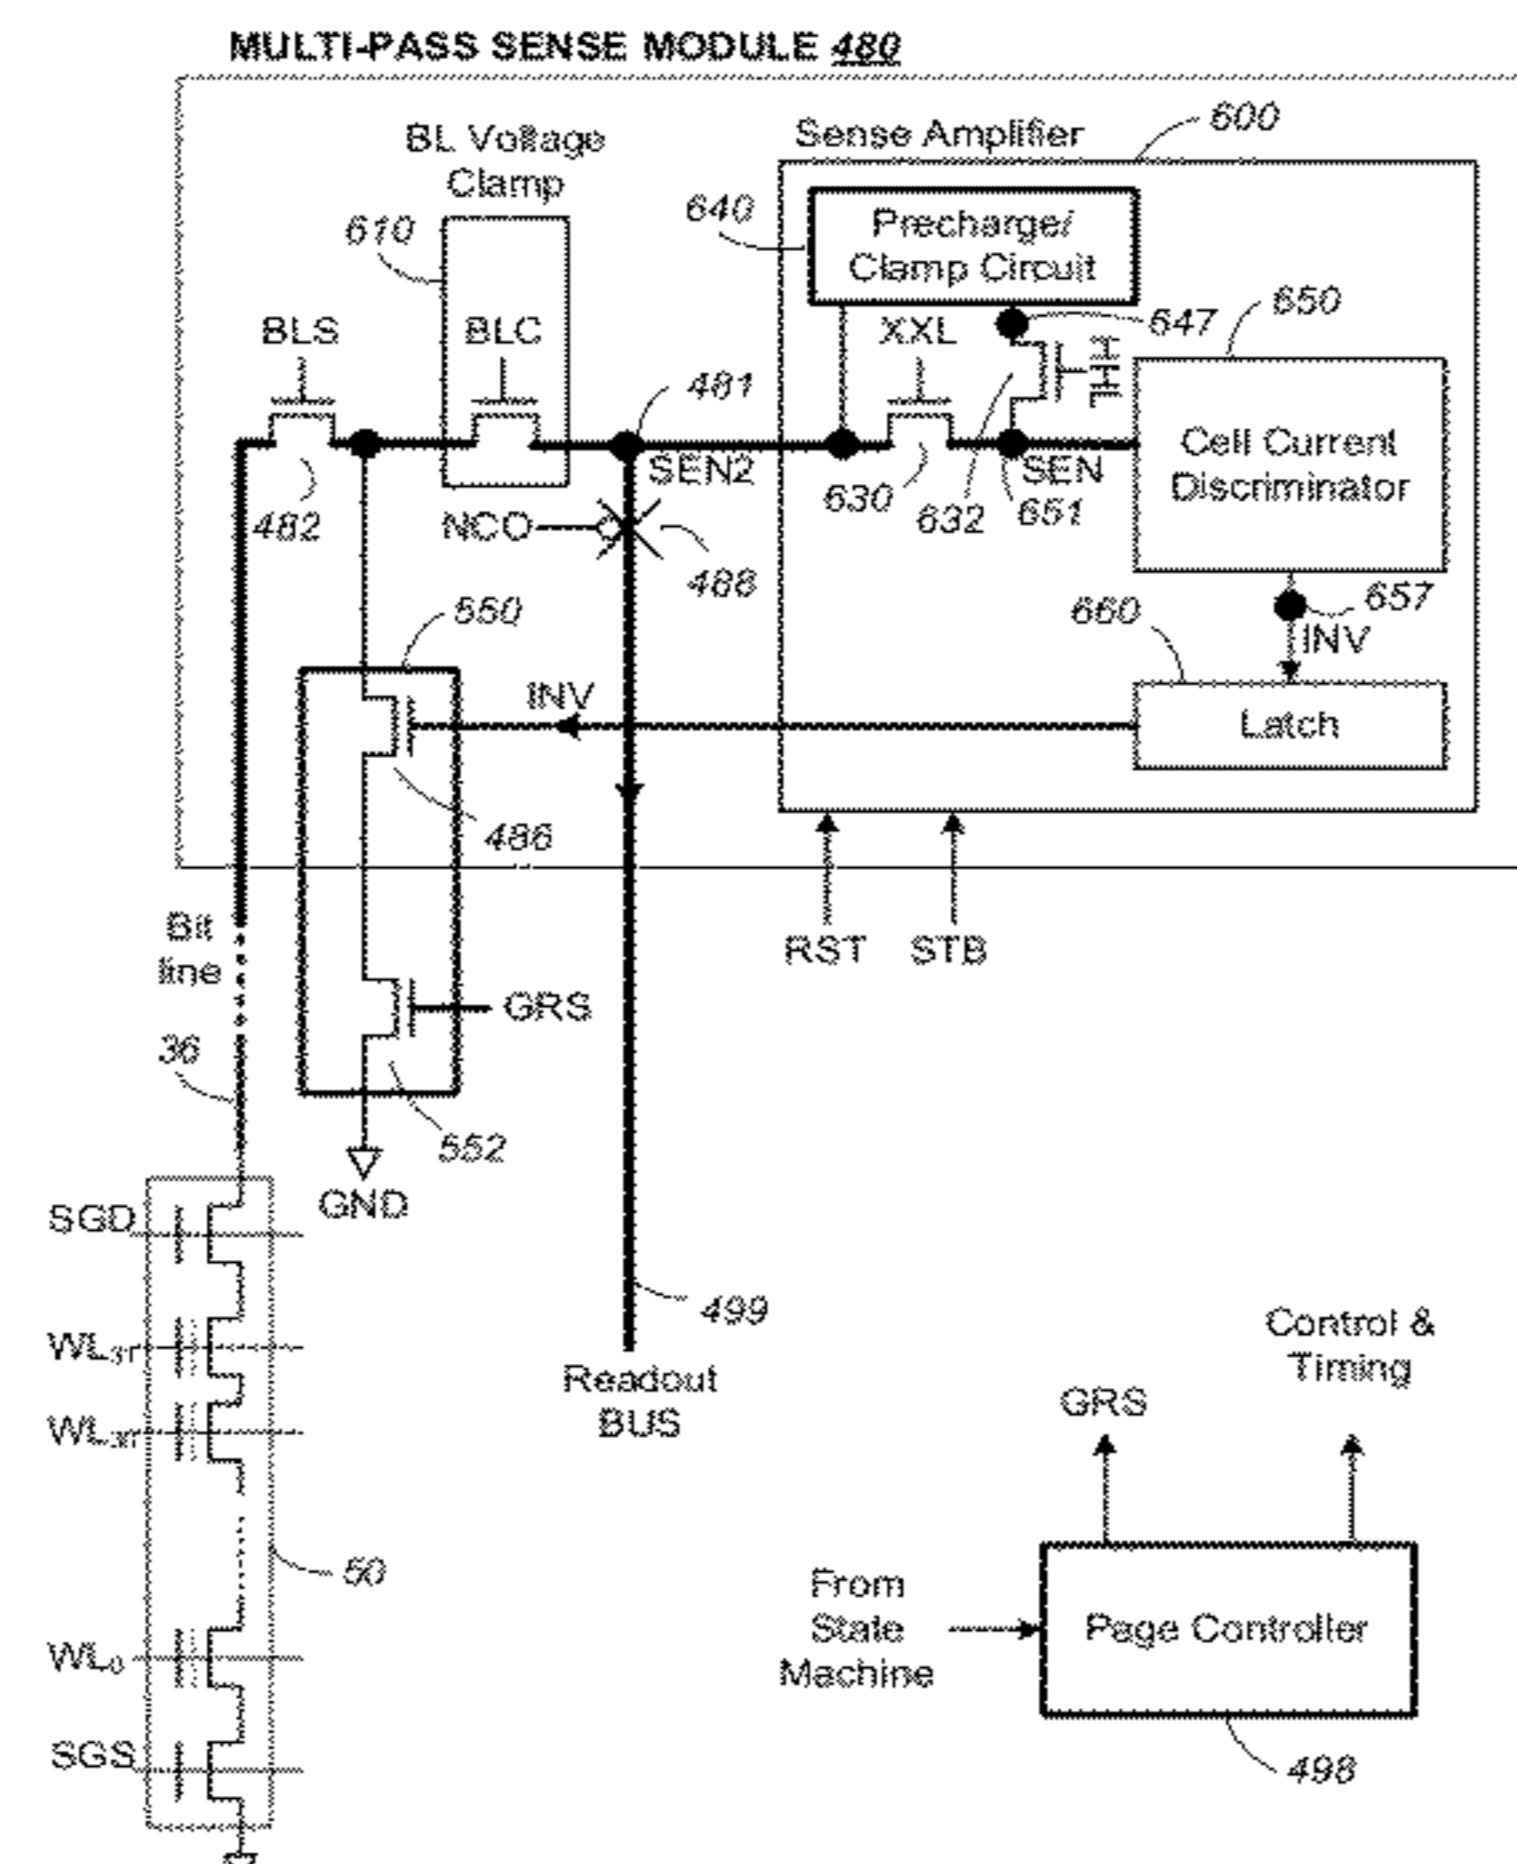 MULTI-PASS SENSE MODULE 480
600
Sense Amplifier
BL Voltage
Clamp
640
Precharge/
Clamp Circuit
610
650
647
BLS
BLC
XXL
HHL
481
Cell Current
Discriminator
SEN2
SEN
630
632
651
482
NCO
488
550
660
657
INV
INV
Latch
486
Bit
line
RST
STB
GRS
36
552
SGD
GND
499
Control &
Timing
WL31
Readout
BUS
GRS
WL30
50
From
State
Machine
Page Controller
WL0
SGS
498